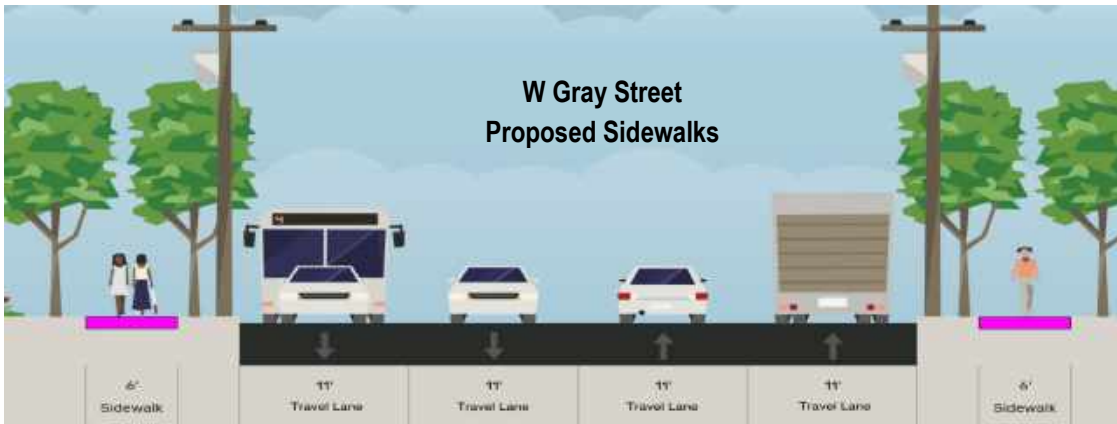 W Gray Street
Proposed Sidewalks
6'
Sidewalk
11'
Travel Lane
11'
Travel Lane
11'
Travel Lane
11'
Travel Lane
6'
Sidewalk